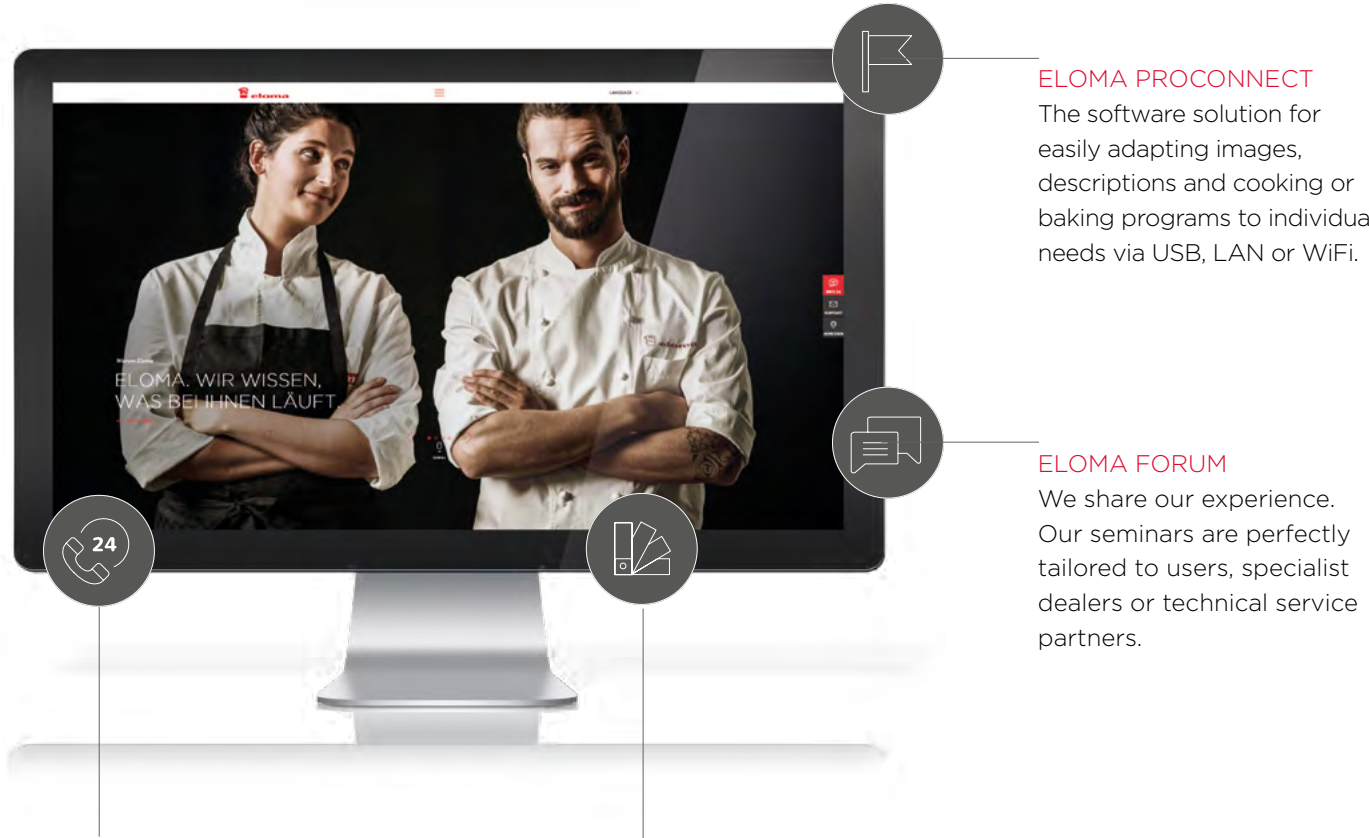 eloma
LANGUAGE
ELOMA PROCONNECT
The software solution for
easily adapting images,
descriptions and cooking or
baking programs to individua
needs via USB, LAN or WiFi.
Warum Eloma
ELOMA. WIR WISSEN,
WAS BEI IHNEN LÄUFT
ELOMA FORUM
We share our experience.
Our seminars are perfectly
tailored to users, specialist
dealers or technical service
partners.
24